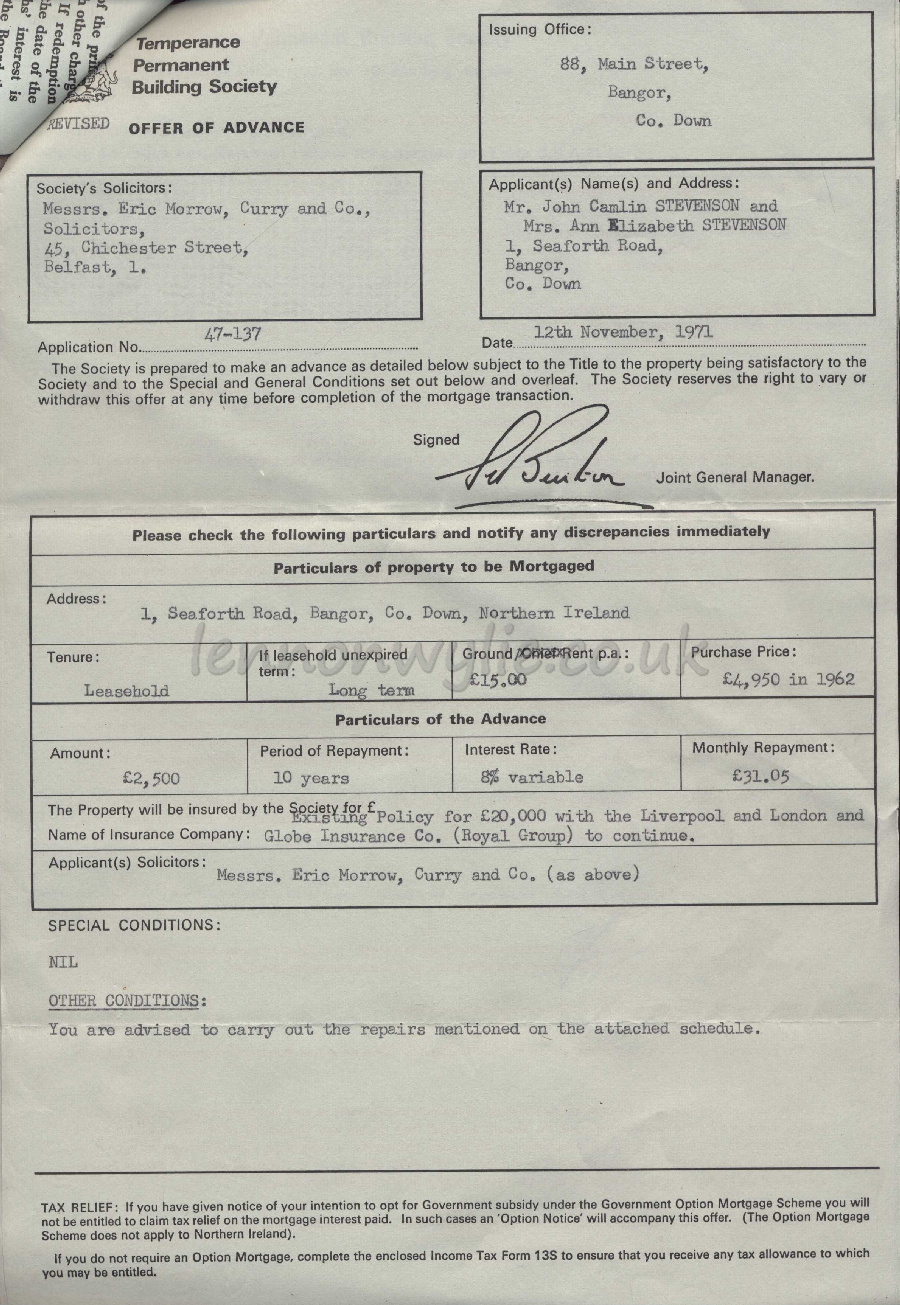 of the
other
If redemption
the date of the
interest is
the
Temperance
Permanent
Building Society
REVISED OFFER OF ADVANCE
Issuing Office:
88, Main Street,
Bangor,
Co. Down
Society's Solicitors:
Messrs. Eric Morrow, Curry and Co.,
Solicitors,
45, Chichester Street,
Belfast, 1.
Applicant(s) Name(s) and Address:
Mr. John Camlin STEVENSON and
Mrs. Ann Elizabeth STEVENSON
1, Seaforth Road,
Bangor,
Co. Down
Application No. 47-137
Date 12th November, 1971
The Society is prepared to make an advance as detailed below subject to the Title to the property being satisfactory to the
Society and to the Special and General Conditions set out below and overleaf. The Society reserves the right to vary or
withdraw this offer at any time before completion of the mortgage transaction.
Signed
Joint General Manager.
Please check the following particulars and notify any discrepancies immediately
Particulars of property to be Mortgaged
Address:
1, Seaforth Road, Bangor, Co. Down, Northern Ireland
lennonwylie.co.uk
Tenure:
Leasehold
If leasehold unexpired
term:
Long term
Ground/Chief Rent p.a.:
£15.00
Purchase Price:
£4,950 in 1962
Particulars of the Advance
Amount:
£2,500
Period of Repayment:
10 years
Interest Rate:
8% variable
Monthly Repayment:
£31.05
The Property will be insured by the Society for £
Existing Policy for £20,000 with the Liverpool and London and
Name of Insurance Company: Globe Insurance Co. (Royal Group) to continue.
Applicant(s) Solicitors:
Messrs. Eric Morrow, Curry and Co. (as above)
SPECIAL CONDITIONS:
NIL
OTHER CONDITIONS:
You are advised to carry out the repairs mentioned on the attached schedule.
TAX RELIEF: If you have given notice of your intention to opt for Government subsidy under the Government Option Mortgage Scheme you will
not be entitled to claim tax relief on the mortgage interest paid. In such cases an 'Option Notice' will accompany this offer. (The Option Mortgage
Scheme does not apply to Northern Ireland).
If you do not require an Option Mortgage, complete the enclosed Income Tax Form 13S to ensure that you receive any tax allowance to which
you may be entitled.